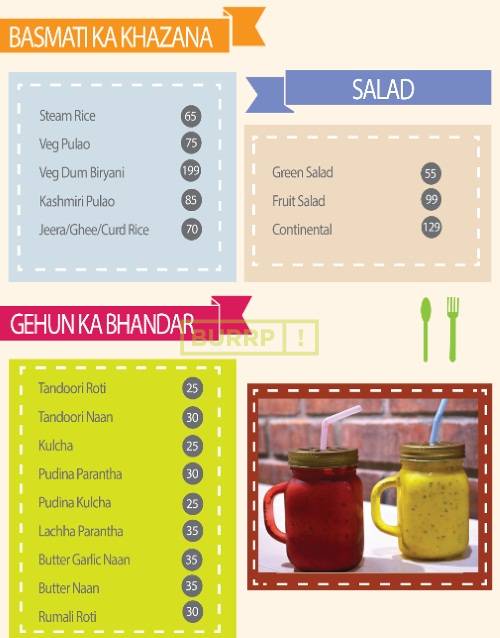 BASMATI KA KHAZANA
Steam Rice 65
Veg Pulao 75
Veg Dum Biryani 199
Kashmiri Pulao 85
Jeera/Ghee/Curd Rice 70
SALAD
Green Salad 55
Fruit Salad 99
Continental 129
GEHUN KA BHANDAR
BURRP !
Tandoori Roti 25
Tandoori Naan 30
Kulcha 25
Pudina Parantha 30
Pudina Kulcha 25
Lachha Parantha 35
Butter Garlic Naan 35
Butter Naan 35
Rumali Roti 30